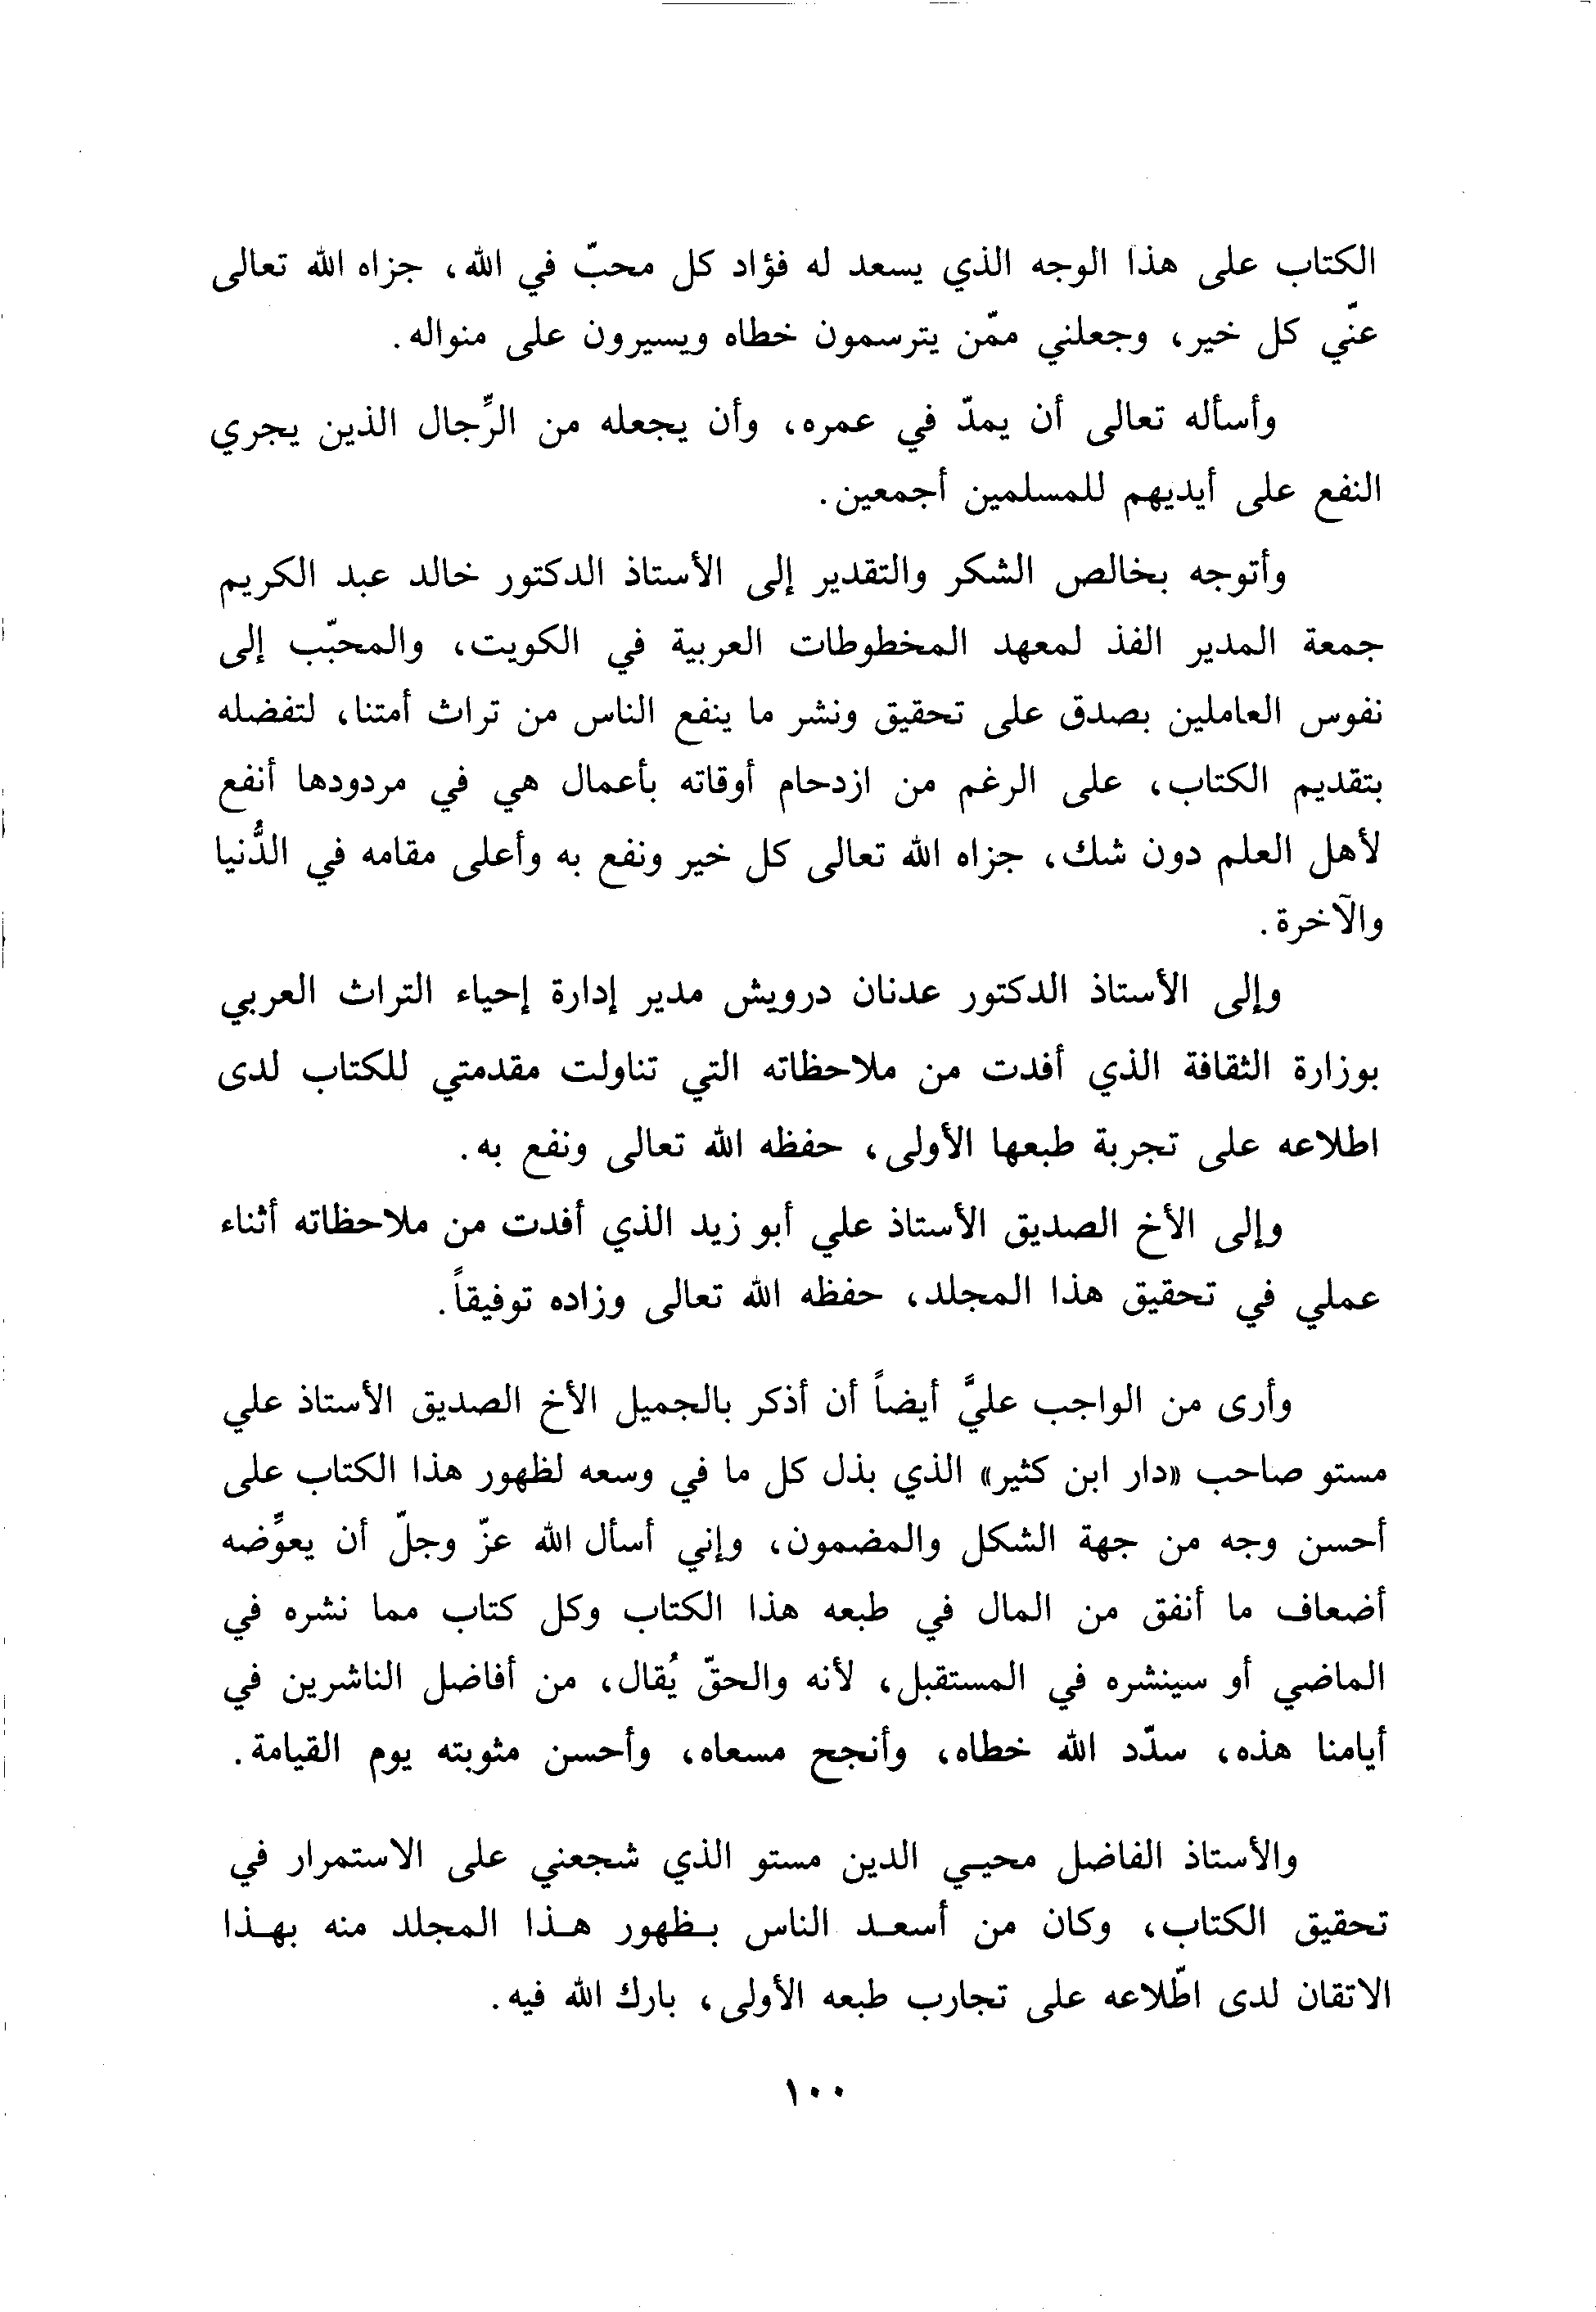 الكتاب على هذا الوجه الذي يسعد له فؤاد كل محبّ في الله، جزاه الله تعالى
عنّي كل خير، وجعلني ممّن يترسمون خطاه ويسيرون على منواله.
وأسأله تعالى أن يمدّ في عمره، وأن يجعله من الرِّجال الذين يجري
النفع على أيديهم للمسلمين أجمعين.
وأتوجه بخالص الشكر والتقدير إلى الأستاذ الدكتور خالد عبد الكريم
جمعة المدير الفذ لمعهد المخطوطات العربية في الكويت، والمحبّب إلى
نفوس العاملين بصدق على تحقيق ونشر ما ينفع الناس من تراث أمتنا، لتفضله
بتقديم الكتاب، على الرغم من ازدحام أوقاته بأعمال هي في مردودها أنفع
لأهل العلم دون شك، جزاه الله تعالى كل خير ونفع به وأعلى مقامه في الدُّنيا
والآخرة.
وإلى الأستاذ الدكتور عدنان درويش مدير إدارة إحياء التراث العربي
بوزارة الثقافة الذي أفدت من ملاحظاته التي تناولت مقدمتي للكتاب لدى
اطلاعه على تجربة طبعها الأولى، حفظه الله تعالى ونفع به.
وإلى الأخ الصديق الأستاذ علي أبو زيد الذي أفدت من ملاحظاته أثناء
عملي في تحقيق هذا المجلد، حفظه الله تعالى وزاده توفيقاً.
وأرى من الواجب عليَّ أيضاً أن أذكر بالجميل الأخ الصديق الأستاذ علي
مستو صاحب «دار ابن كثير» الذي بذل كل ما في وسعه لظهور هذا الكتاب على
أحسن وجه من جهة الشكل والمضمون، وإني أسأل الله عزّ وجلّ أن يعوِّضه
أضعاف ما أنفق من المال في طبعه هذا الكتاب وكل كتاب مما نشره في
الماضي أو سينشره في المستقبل، لأنه والحقّ يُقال، من أفاضل الناشرين في
أيامنا هذه، سدّد الله خطاه، وأنجح مسعاه، وأحسن مثوبته يوم القيامة.
والأستاذ الفاضل محيـي الدين مستو الذي شجعني على الاستمرار في
تحقيق الكتاب، وكان من أسعـد الناس بـظهور هـذا المجلد منه بهـذا
الاتقان لدى اطّلاعه على تجارب طبعه الأولى، بارك الله فيه.
١٠٠